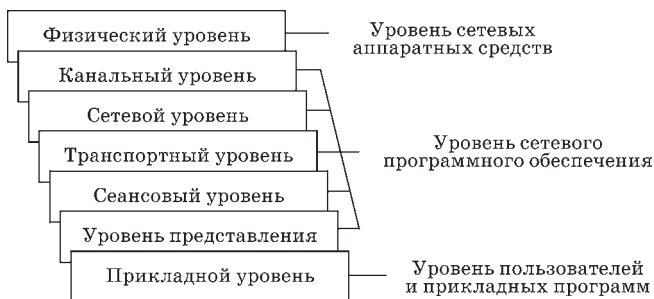 Физический уровень
Уровень сетевых
аппаратных средств
Канальный уровень
Сетевой уровень
Транспортный уровень
Уровень сетевого
программного обеспечения
Сеансовый уровень
Уровень представления
Прикладной уровень
Уровень пользователей
и прикладных программ